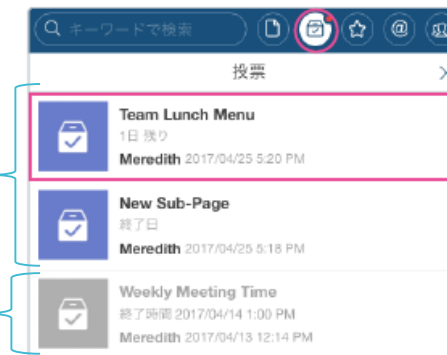 キーワードで検索
投票
Team Lunch Menu
1日 残り
Meredith 2017/04/25 5:20 PM
New Sub-Page
終了日
Meredith 2017/04/25 5:18 PM
Weekly Meeting Time
終了時間 2017/04/14 1:00 PM
Meredith 2017/04/13 12:14 PM